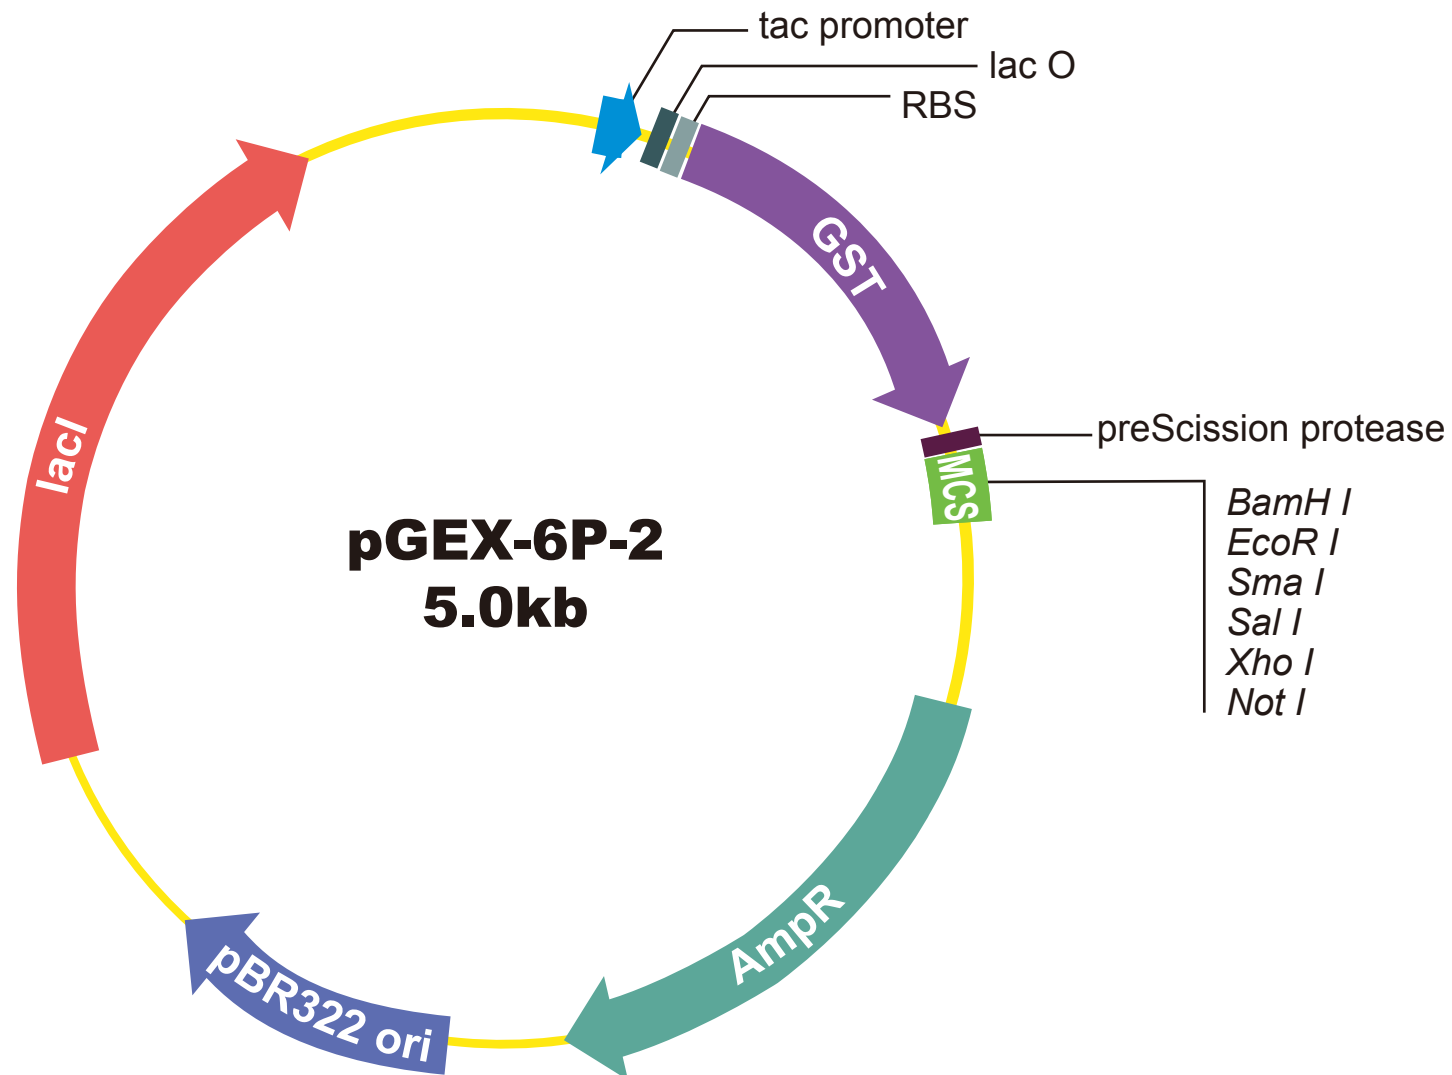 tac promoter
lac O
RBS
GST
preScission protease
MCS
BamH I
EcoR I
Sma I
Sal I
Xho I
Not I
lacI
pGEX-6P-2
5.0kb
AmpR
pBR322 ori